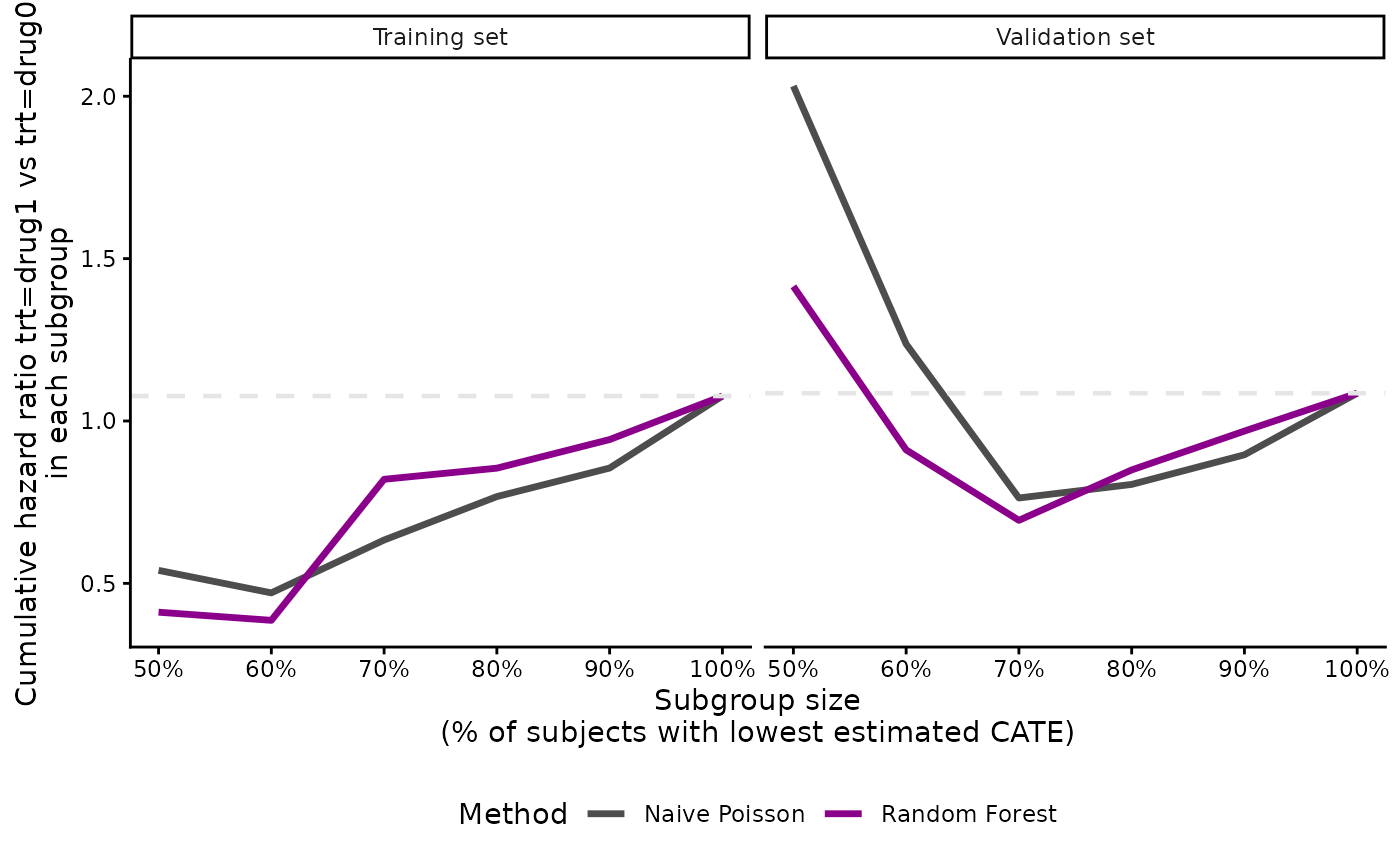 Training set
Validation set
Cumulative hazard ratio trt=drug1 vs trt=drug0
in each subgroup
2.0
1.5
1.0
0.5
50% 60% 70% 80% 90% 100%
50% 60% 70% 80% 90% 100%
Subgroup size
(% of subjects with lowest estimated CATE)
Method Naive Poisson Random Forest